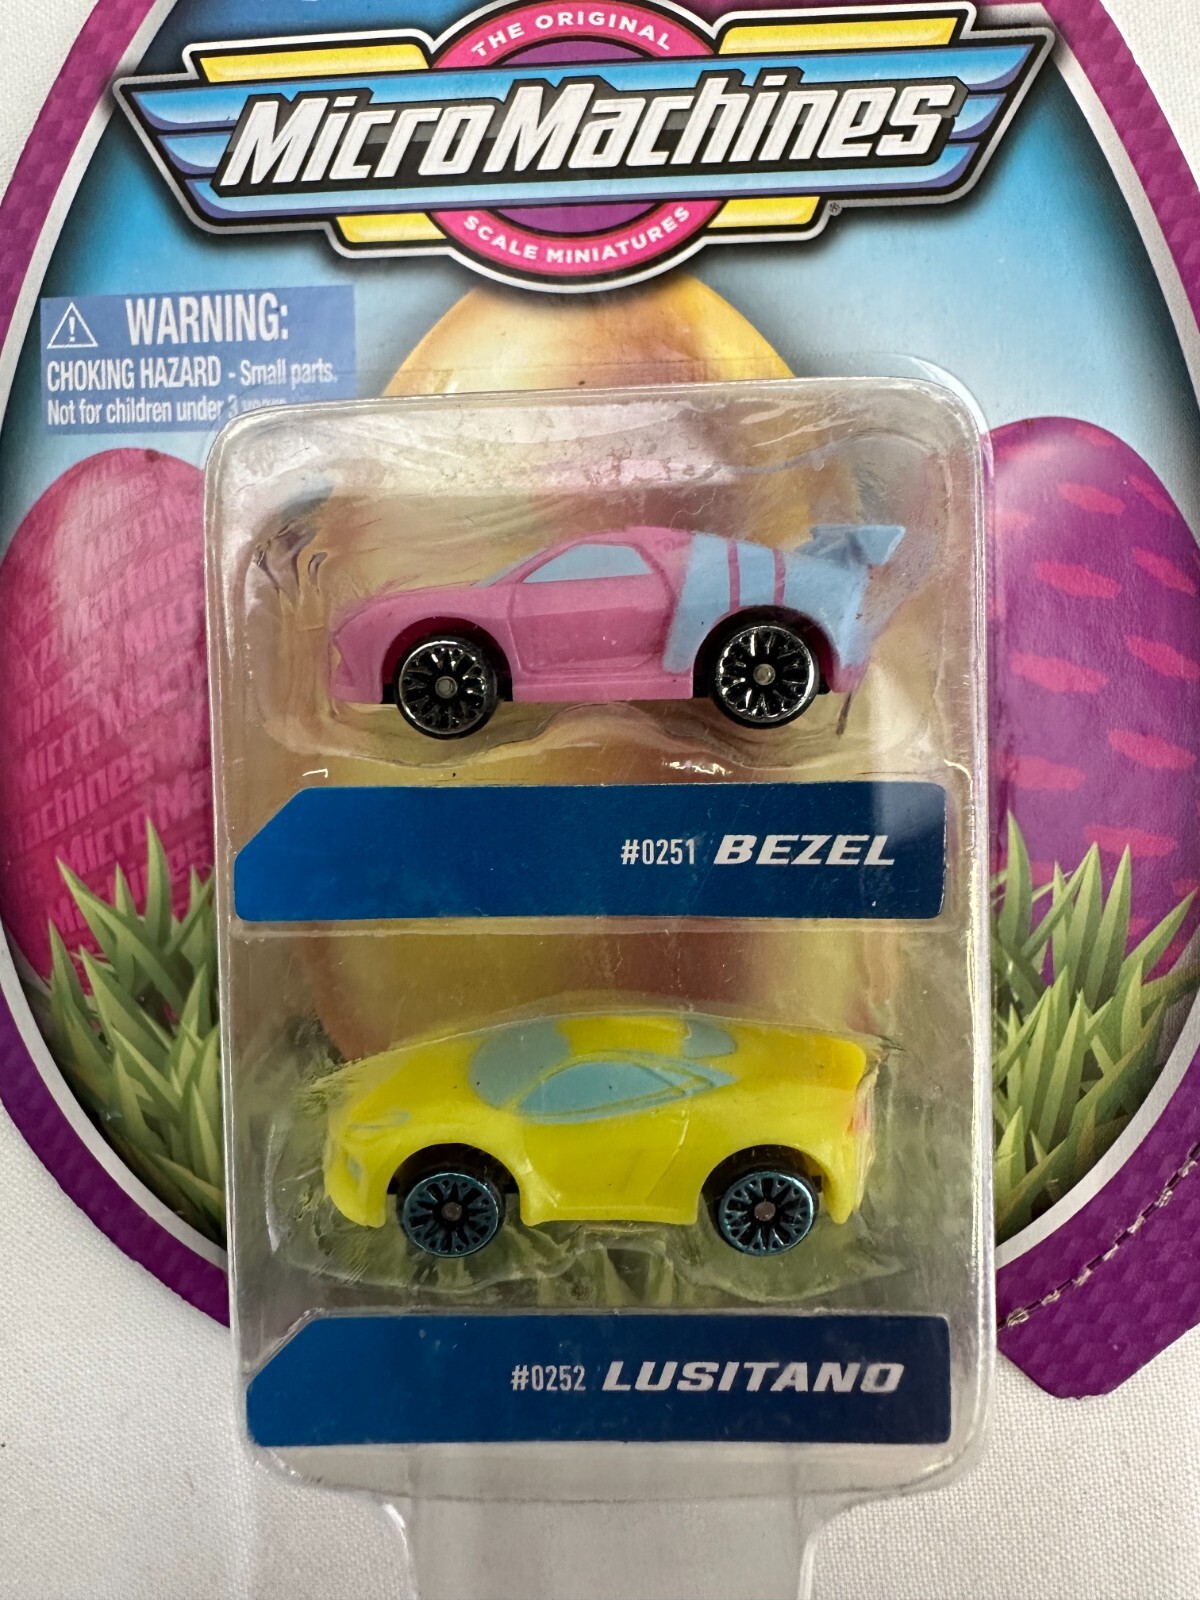 THE ORIGINAL
MicroMachines
SCALE MINIATURES
WARNING:
CHOKING HAZARD - Small parts.
Not for children under 3 years.
#0251 BEZEL
#0252 LUSITANO